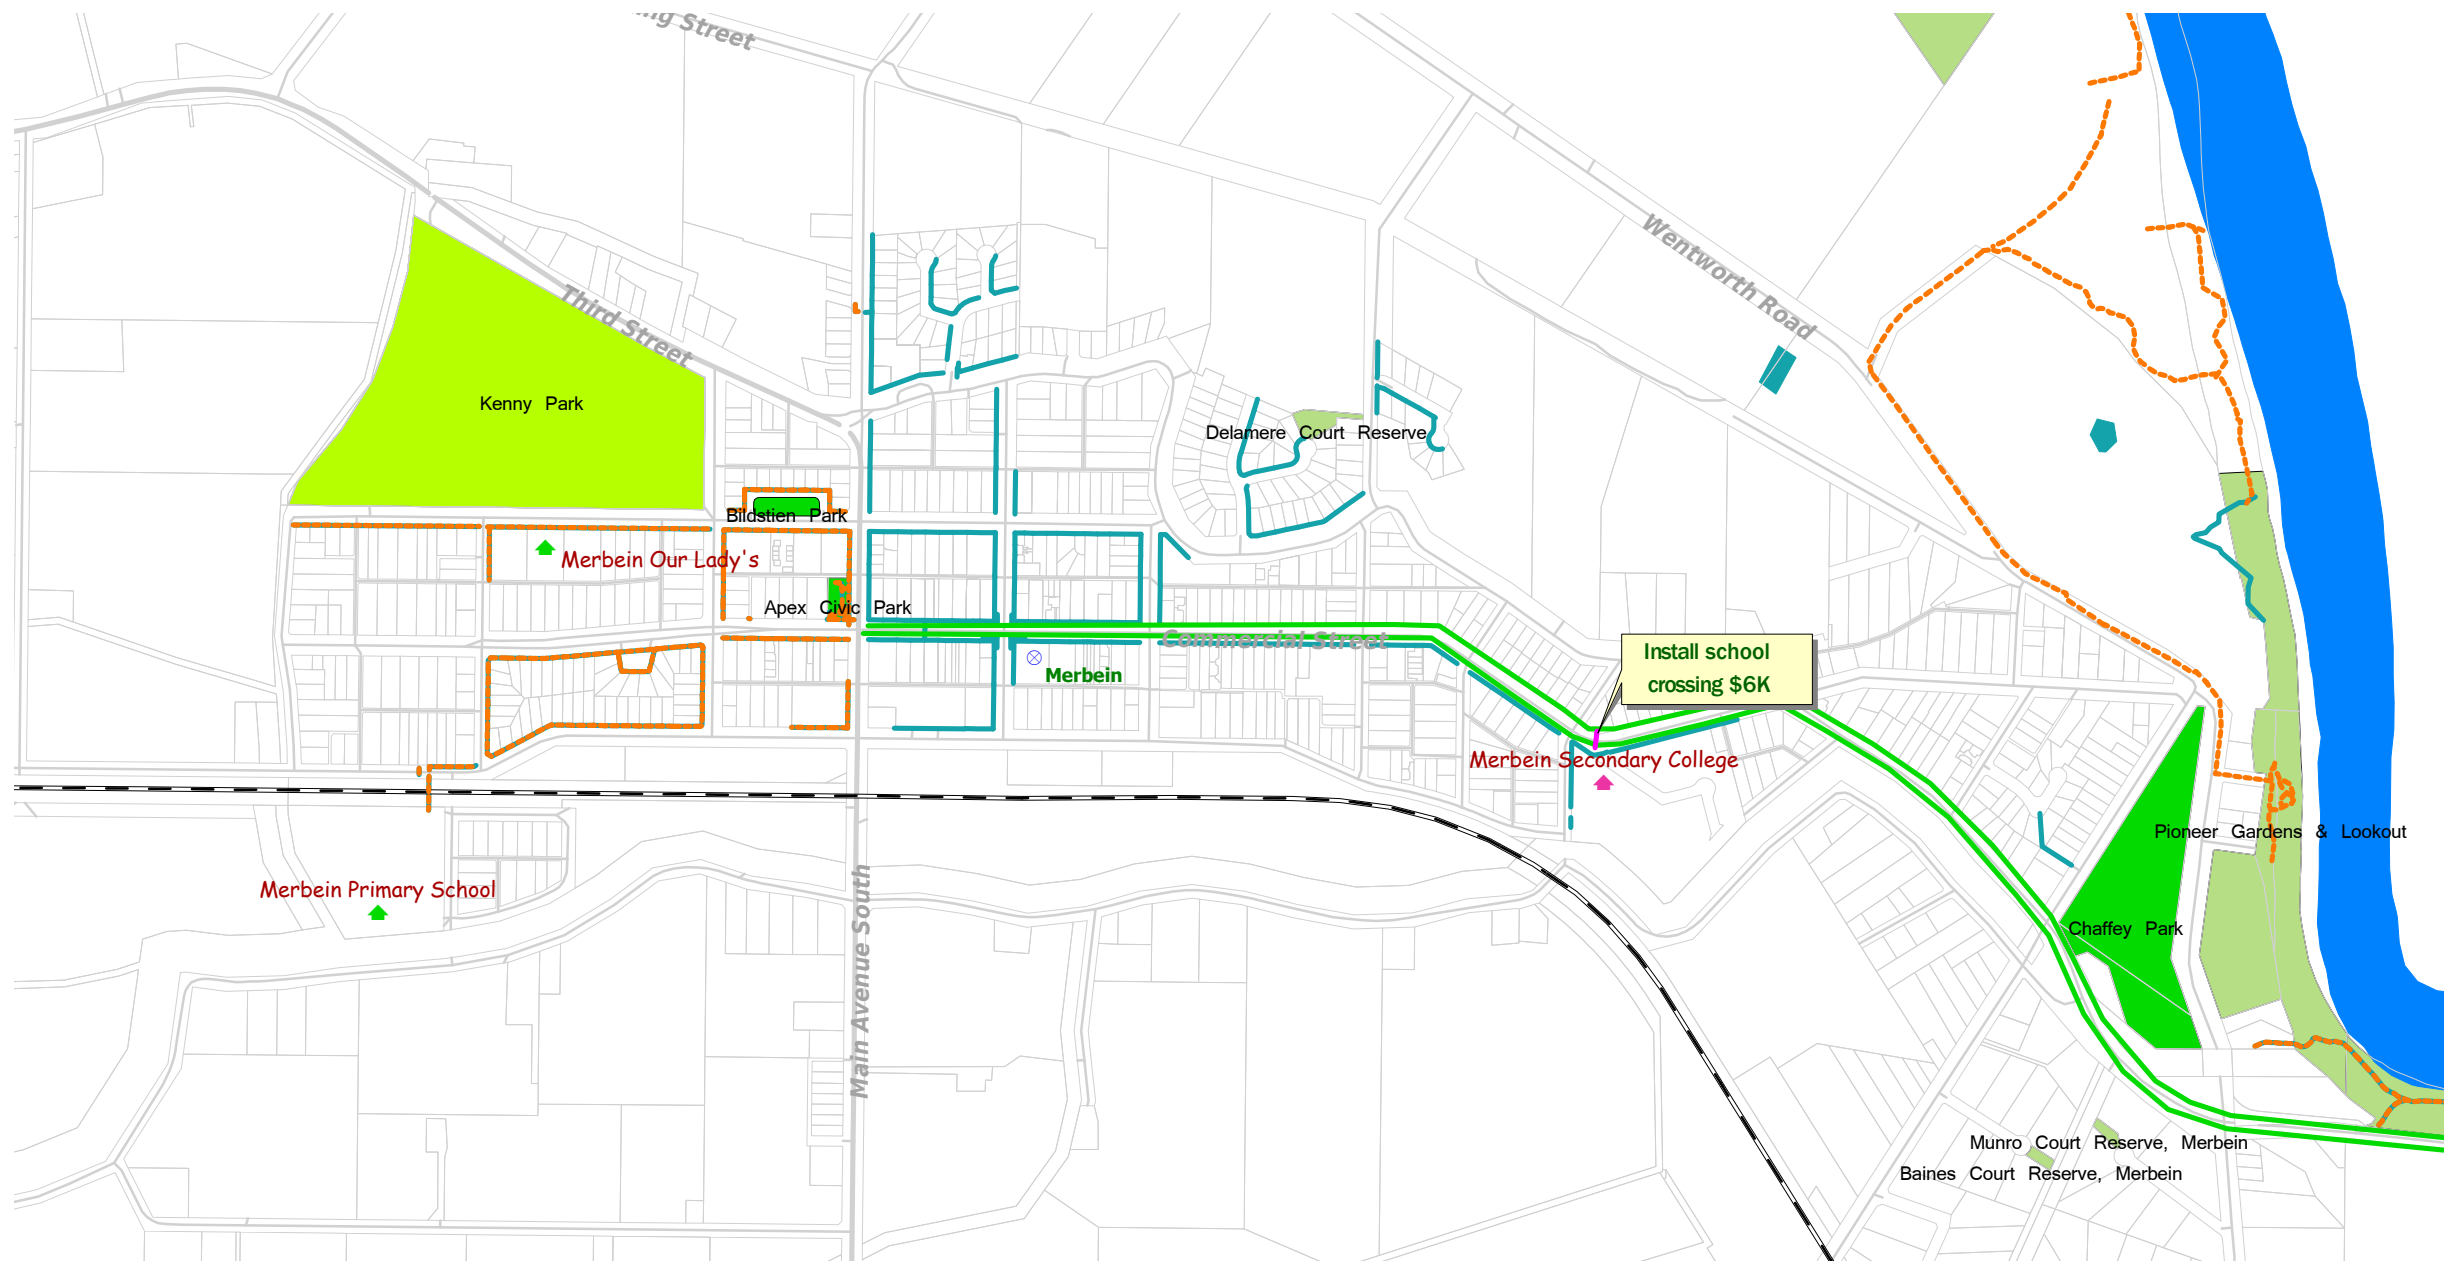 Street
Wentworth Road
Third Street
Kenny Park
Delamere Court Reserve
Bildstien Park
Merbein Our Lady's
Apex Civic Park
Commercial Street
Install school
crossing $6K
Merbein
Merbein Secondary College
Pioneer Gardens & Lookout
Merbein Primary School
Main Avenue South
Chaffey Park
Munro Court Reserve, Merbein
Baines Court Reserve, Merbein